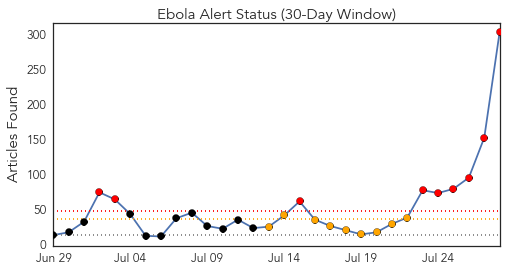 Ebola Alert Status (30-Day Window)
Articles Found
300
250
200
150
100
50
0
Jun 29
Jul 04
Jul 09
Jul 14
Jul 19
Jul 24